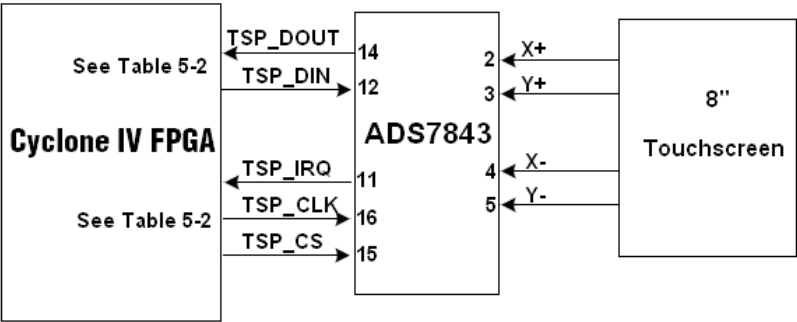 TSP_DOUT
14
See Table 5-2
TSP_DIN
12
Cyclone IV FPGA
TSP_IRQ
11
See Table 5-2
TSP_CLK
16
TSP_CS
15
ADS7843
2
X+
3
Y+
4
X-
5
Y-
8"
Touchscreen